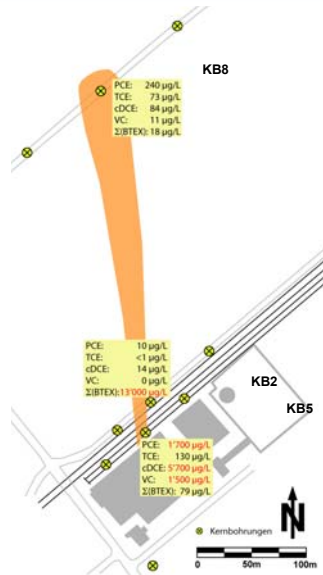 KB8
PCE: 240 µg/L
TCE: 73 µg/L
cDCE: 84 µg/L
VC: 11 µg/L
Σ(BTEX): 18 µg/L
PCE: 10 µg/L
TCE: <1 µg/L
cDCE: 14 µg/L
VC: 0 µg/L
Σ(BTEX):13'000 µg/L
KB2
KB5
PCE: 1'700 µg/L
TCE: 130 µg/L
cDCE: 5'700 µg/L
VC: 1'500 µg/L
Σ(BTEX): 79 µg/L
Kernbohrungen
N
0 50m 100m